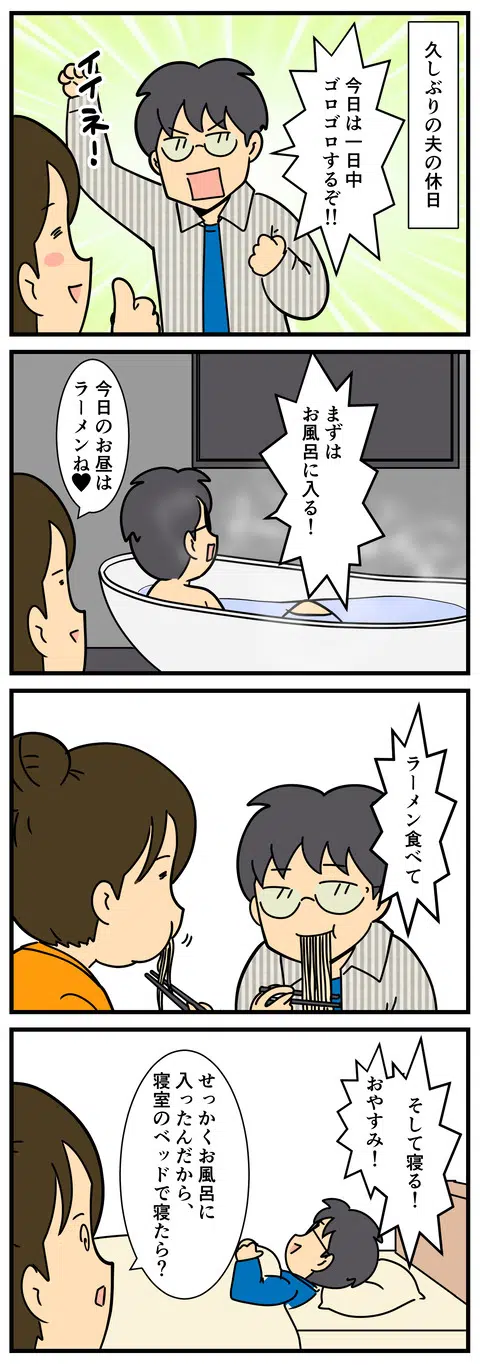 久しぶりの夫の休日
今日は一日中
ゴロゴロするぞ!!
イイネー!
まずは
お風呂に入る！
今日のお昼は
ラーメンね♥
ラーメン食べて
そして寝る！
おやすみ！
せっかくお風呂に
入ったんだから、
寝室のベッドで寝たら？